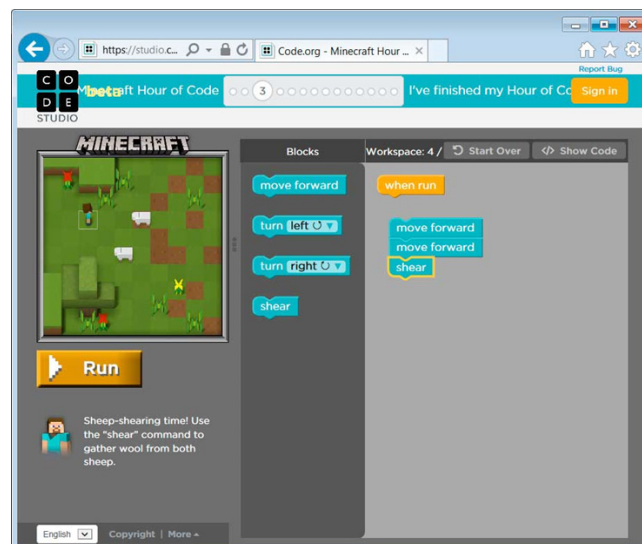 https://studio.c...
Code.org - Minecraft Hour ...
Report Bug
CODE
STUDIO
beta
Minecraft Hour of Code
3
I've finished my Hour of Co
Sign in
MINECRAFT
Blocks
Workspace: 4 /
Start Over
</> Show Code
move forward
turn left
turn right
shear
when run
move forward
move forward
shear
Run
Sheep-shearing time! Use
the "shear" command to
gather wool from both
sheep.
English
Copyright | More